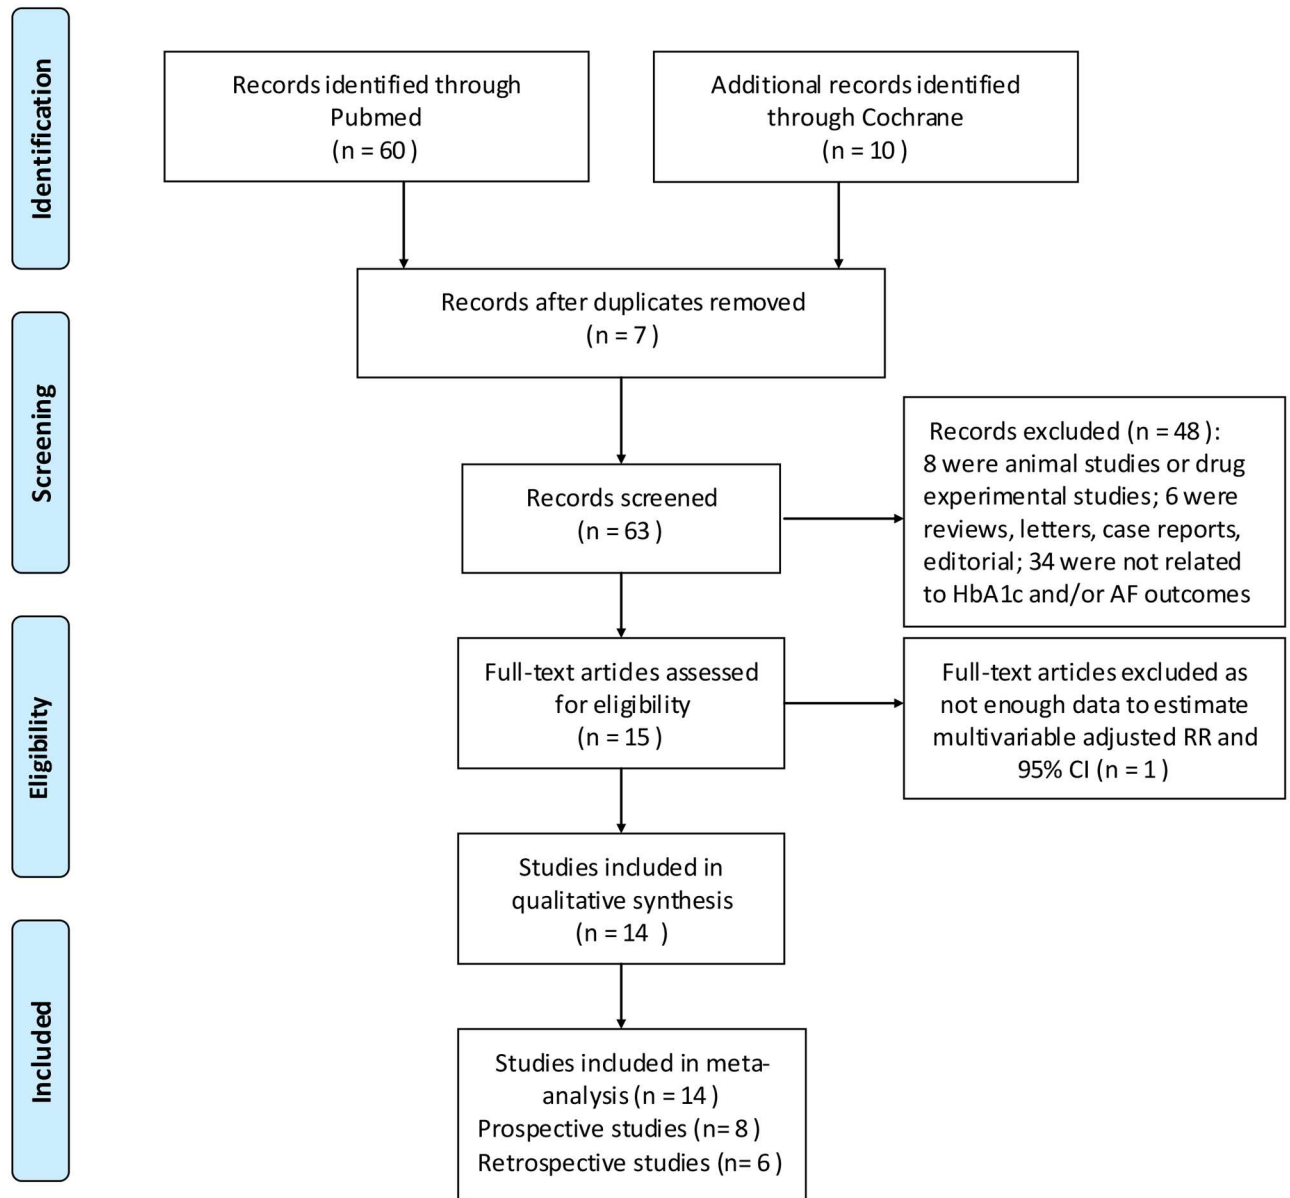 Identification
Records identified through
Pubmed
(n = 60 )
Additional records identified
through Cochrane
(n = 10 )
Records after duplicates removed
(n = 7 )
Screening
Records screened
(n = 63 )
Records excluded (n = 48 ):
8 were animal studies or drug
experimental studies; 6 were
reviews, letters, case reports,
editorial; 34 were not related
to HbA1c and/or AF outcomes
Eligibility
Full-text articles assessed
for eligibility
(n = 15 )
Full-text articles excluded as
not enough data to estimate
multivariable adjusted RR and
95% CI (n = 1 )
Studies included in
qualitative synthesis
(n = 14 )
Included
Studies included in meta-
analysis (n = 14 )
Prospective studies (n= 8 )
Retrospective studies (n= 6 )